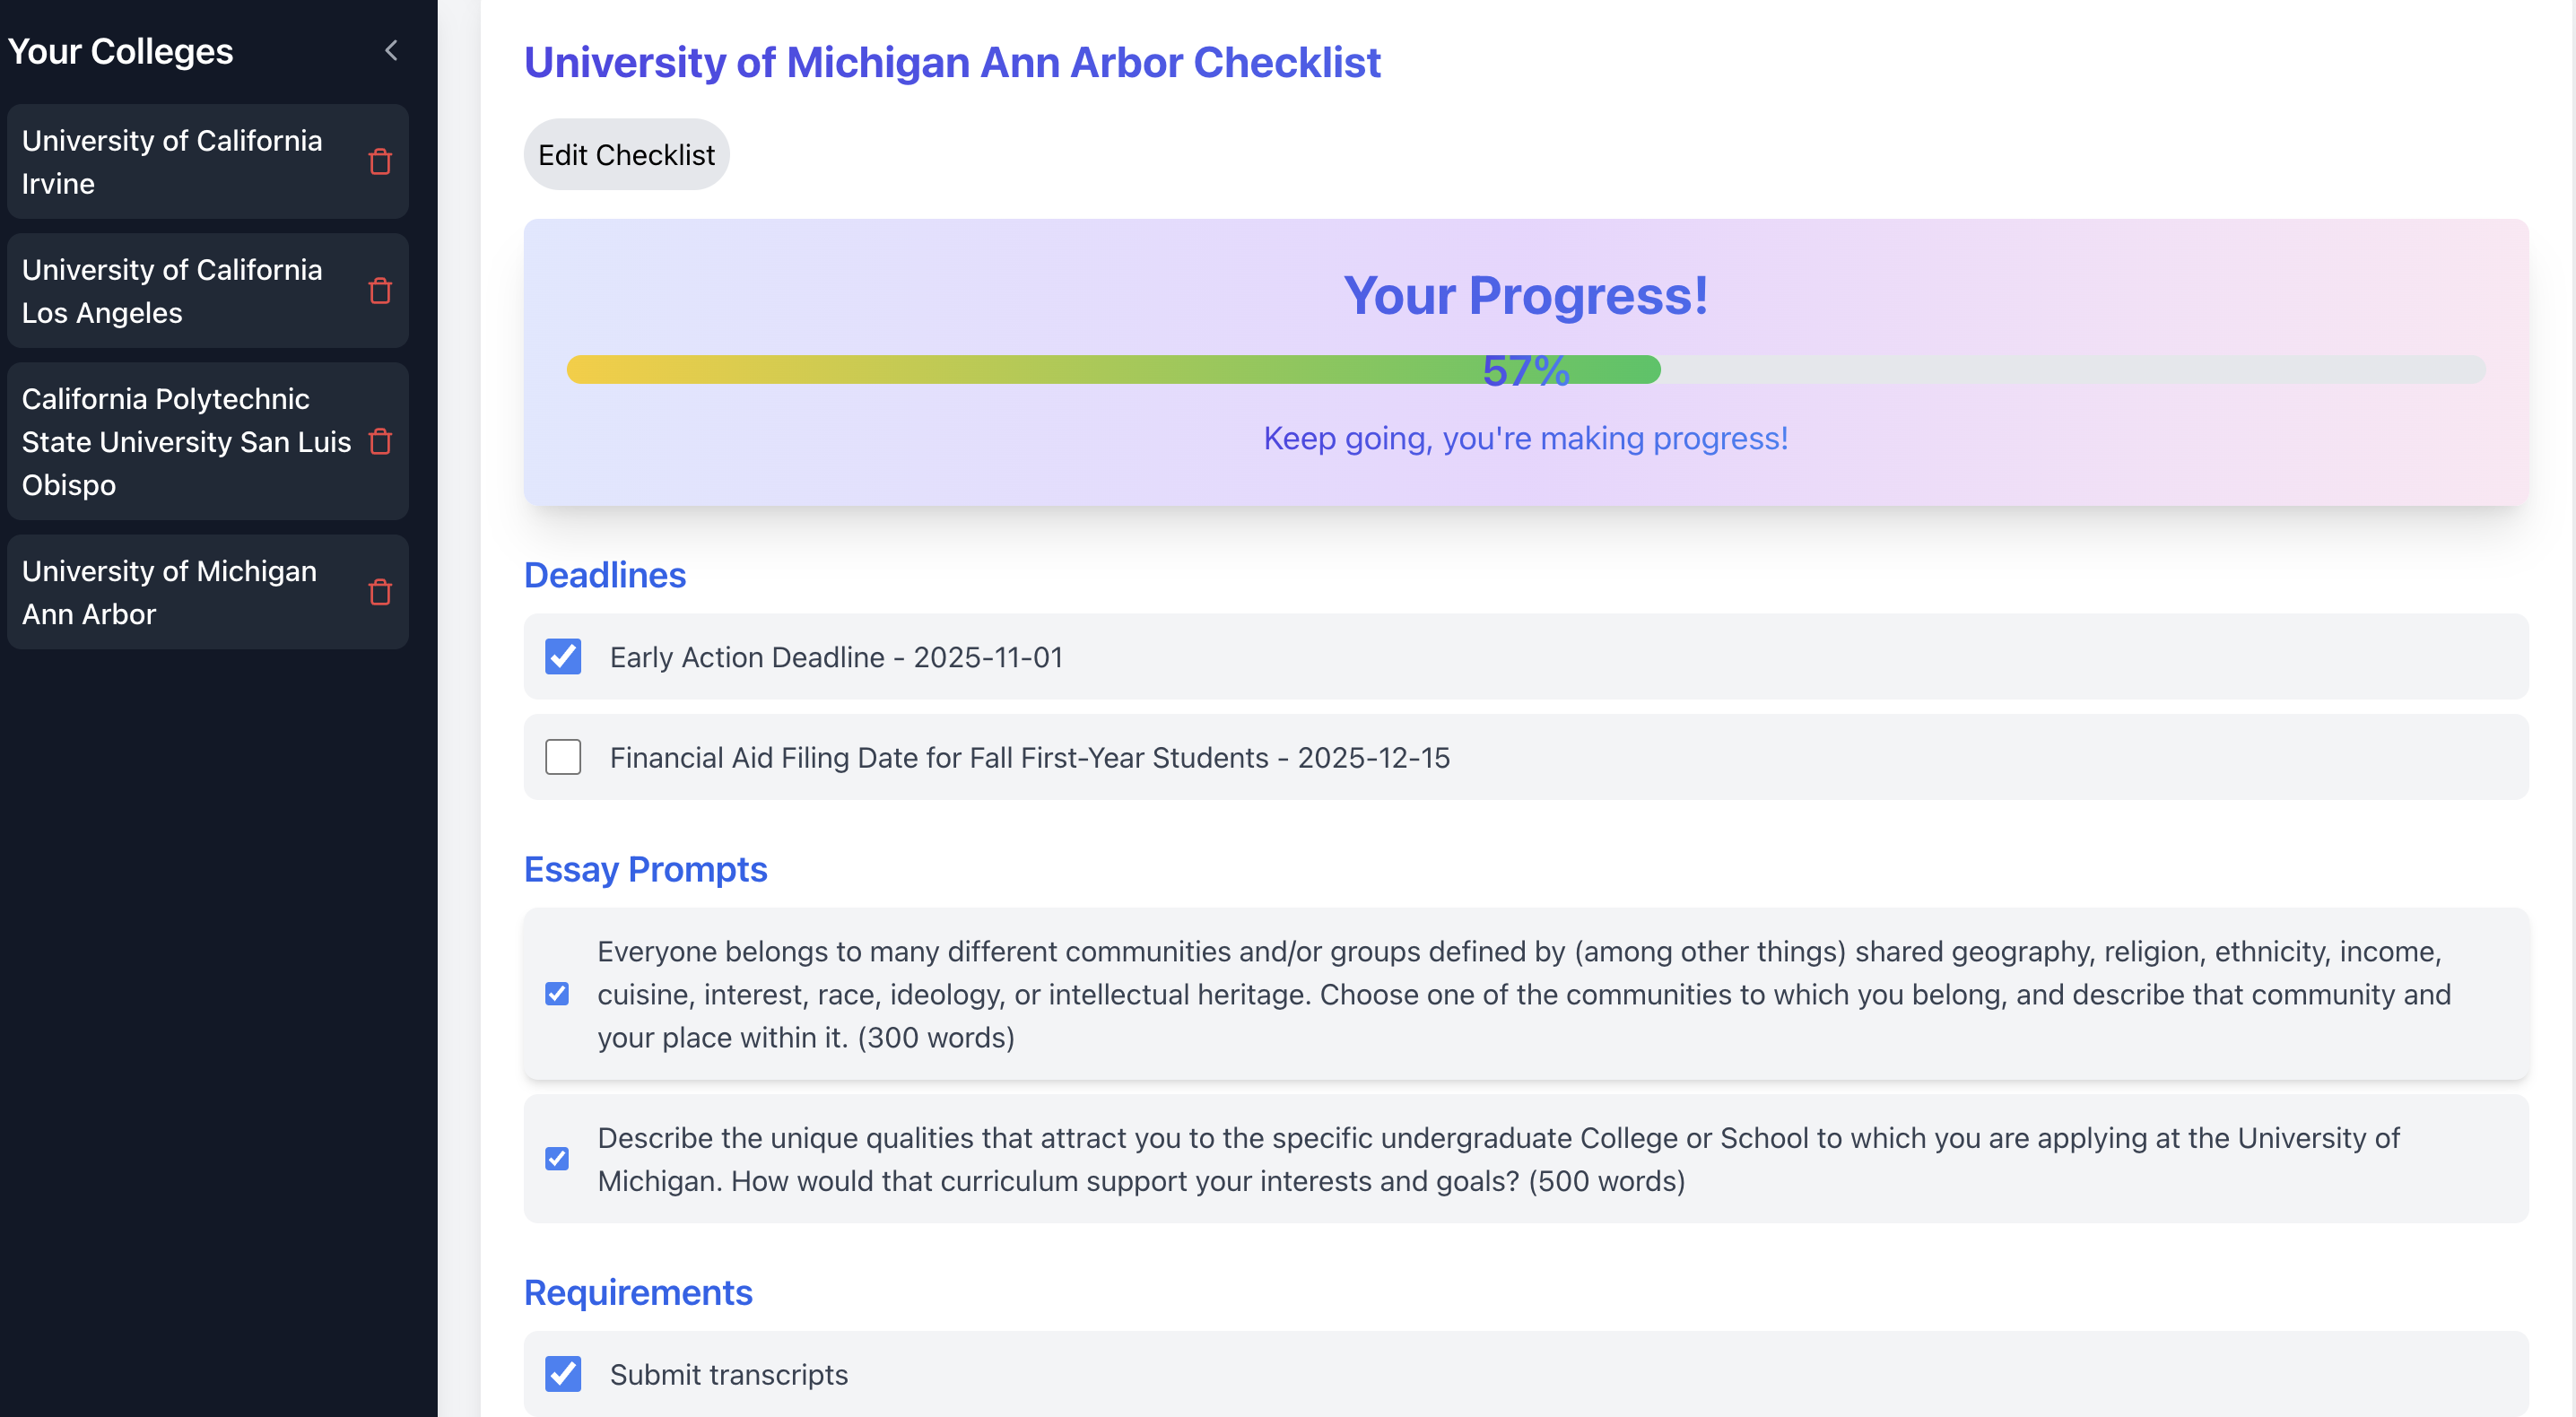 Your Colleges
University of California
Irvine
University of California
Los Angeles
California Polytechnic
State University San Luis
Obispo
University of Michigan
Ann Arbor
University of Michigan Ann Arbor Checklist
Edit Checklist
Your Progress!
57%
Keep going, you're making progress!
Deadlines
Early Action Deadline - 2025-11-01
Financial Aid Filing Date for Fall First-Year Students - 2025-12-15
Essay Prompts
Everyone belongs to many different communities and/or groups defined by (among other things) shared geography, religion, ethnicity, income,
cuisine, interest, race, ideology, or intellectual heritage. Choose one of the communities to which you belong, and describe that community and
your place within it. (300 words)
Describe the unique qualities that attract you to the specific undergraduate College or School to which you are applying at the University of
Michigan. How would that curriculum support your interests and goals? (500 words)
Requirements
Submit transcripts